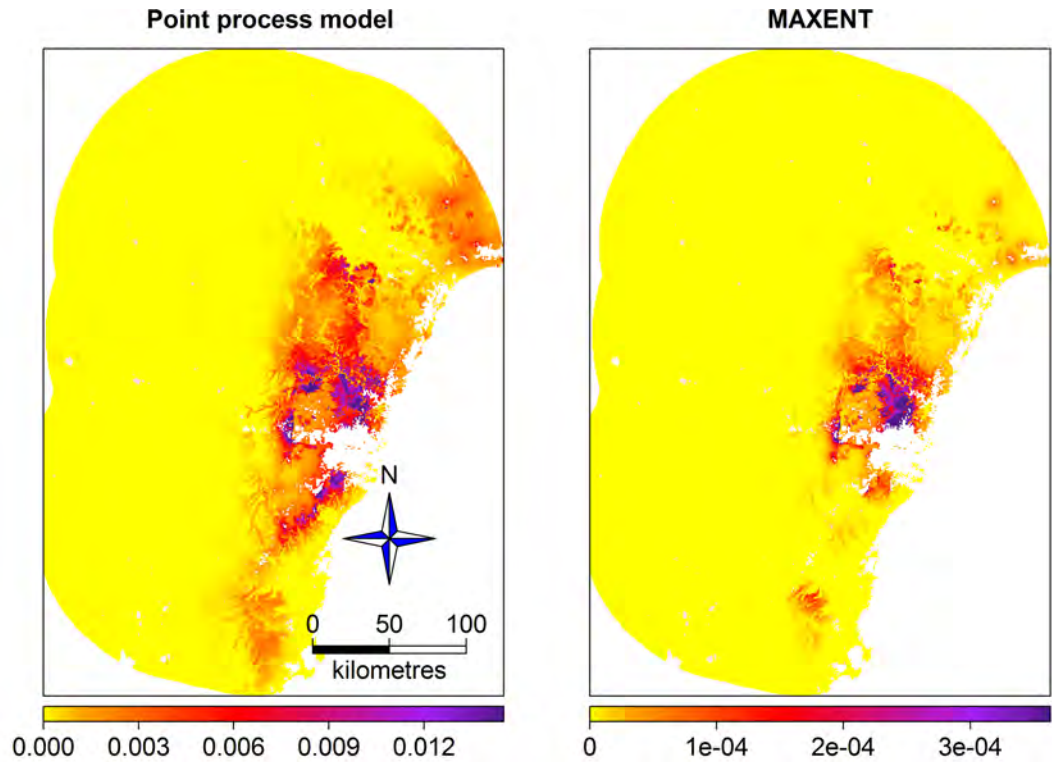 Point process model
MAXENT
N
0 50 100
kilometres
0.000 0.003 0.006 0.009 0.012
0 1e-04 2e-04 3e-04